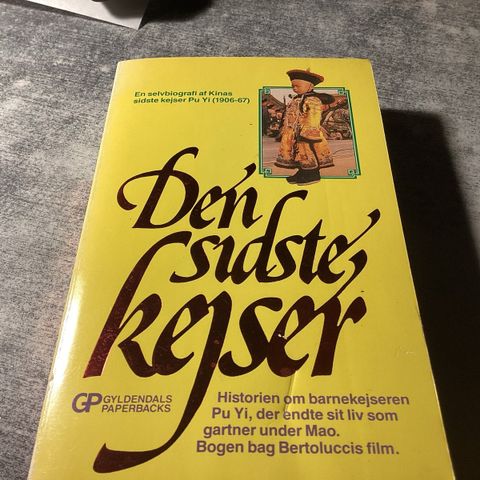 En selvbiografi af Kinas
sidste kejser Pu Yi (1906-67)
Den
sidste
kejser
GP GYLDENDALS
PAPERBACKS
Historien om barnekejseren
Pu Yi, der endte sit liv som
gartner under Mao.
Bogen bag Bertoluccis film.